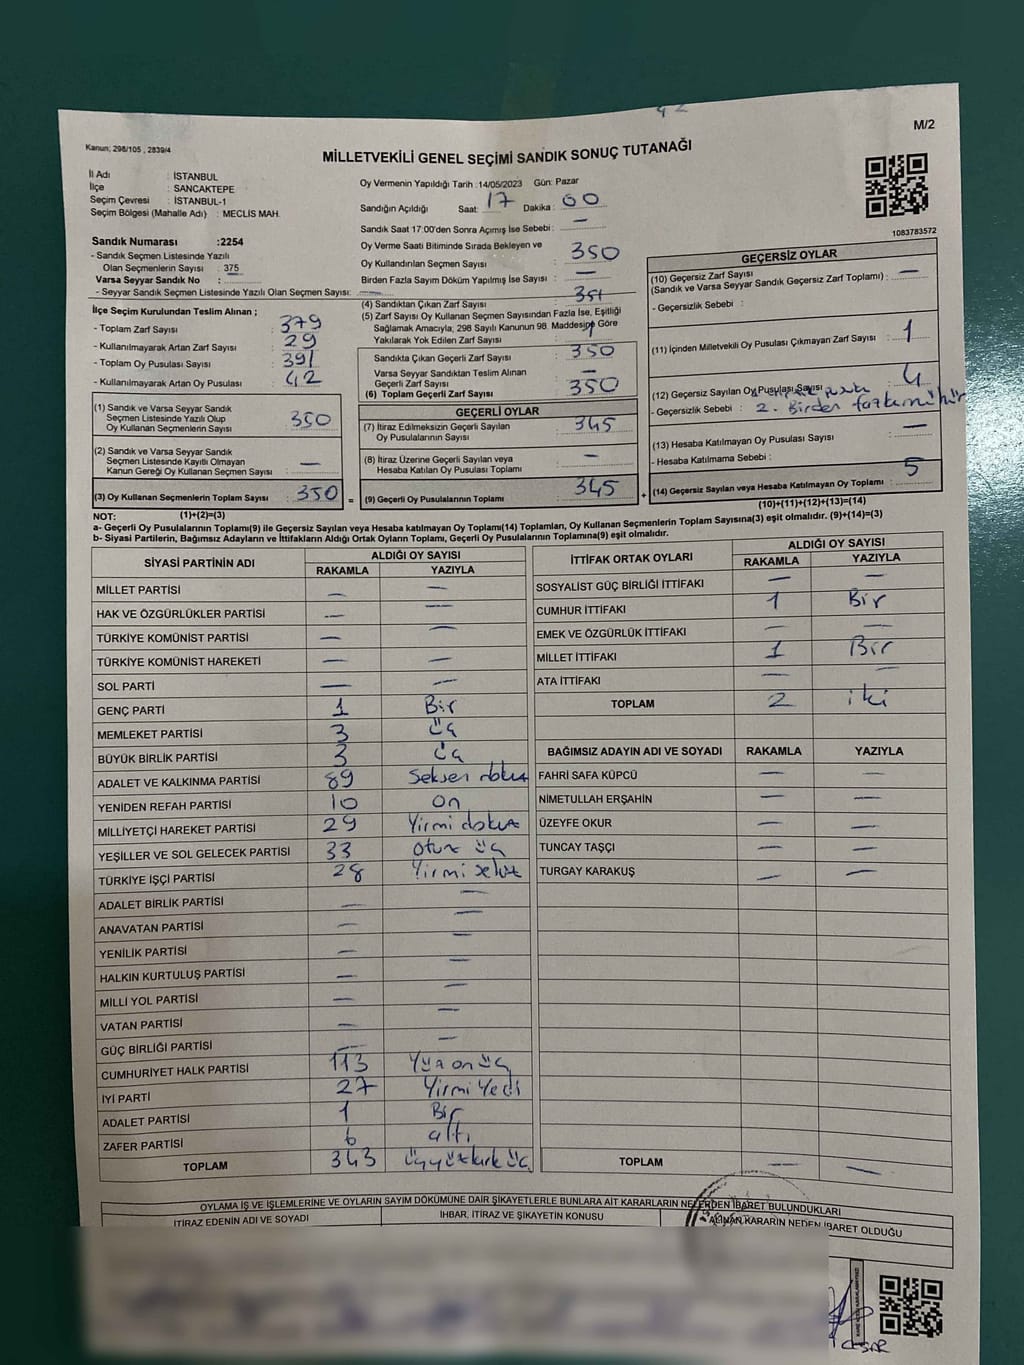 42
M/2
Kanun; 298/105 , 2839/4
MİLLETVEKİLİ GENEL SEÇİMİ SANDIK SONUÇ TUTANAĞI
İl Adı : İSTANBUL
İlçe : SANCAKTEPE
Seçim Çevresi : İSTANBUL-1
Seçim Bölgesi (Mahalle Adı) : MECLİS MAH.
Oy Vermenin Yapıldığı Tarih :14/05/2023 Gün: Pazar
Sandığın Açıldığı Saat: 17 Dakika : 00
Sandık Saat 17:00'den Sonra Açımış İse Sebebi : —
1083783572
Sandık Numarası :2254
- Sandık Seçmen Listesinde Yazılı
Olan Seçmenlerin Sayısı : 375
Varsa Seyyar Sandık No :
- Seyyar Sandık Seçmen Listesinde Yazılı Olan Seçmen Sayısı: —
Oy Verme Saati Bitiminde Sırada Bekleyen ve
Oy Kullandırılan Seçmen Sayısı : 350
Birden Fazla Sayım Döküm Yapılmış İse Sayısı : —
İlçe Seçim Kurulundan Teslim Alınan ;
- Toplam Zarf Sayısı : 379
- Kullanılmayarak Artan Zarf Sayısı : 29
- Toplam Oy Pusulası Sayısı : 391
- Kullanılmayarak Artan Oy Pusulası : 42
(4) Sandıktan Çıkan Zarf Sayısı : 351
(5) Zarf Sayısı Oy Kullanan Seçmen Sayısından Fazla İse, Eşitliği
Sağlamak Amacıyla; 298 Sayılı Kanunun 98. Maddesine Göre
Yakılarak Yok Edilen Zarf Sayısı : 1
Sandıkta Çıkan Geçerli Zarf Sayısı : 350
Varsa Seyyar Sandıktan Teslim Alınan
Geçerli Zarf Sayısı : —
(6) Toplam Geçerli Zarf Sayısı : 350
GEÇERSİZ OYLAR
(10) Geçersiz Zarf Sayısı : —
(Sandık ve Varsa Seyyar Sandık Geçersiz Zarf Toplamı)
- Geçersizlik Sebebi :
(11) İçinden Milletvekili Oy Pusulası Çıkmayan Zarf Sayısı : 1
(12) Geçersiz Sayılan Oy Pusulası Sayısı : 4
- Geçersizlik Sebebi : 2. Birden fazla mühür
(13) Hesaba Katılmayan Oy Pusulası Sayısı : —
- Hesaba Katılmama Sebebi :
(14) Geçersiz Sayılan veya Hesaba Katılmayan Oy Toplamı : 5
(10)+(11)+(12)+(13)=(14)
(1) Sandık ve Varsa Seyyar Sandık
Seçmen Listesinde Yazılı Olup
Oy Kullanan Seçmenlerin Sayısı : 350
(2) Sandık ve Varsa Seyyar Sandık
Seçmen Listesinde Kayıtlı Olmayan
Kanun Gereği Oy Kullanan Seçmen Sayısı : —
(3) Oy Kullanan Seçmenlerin Toplam Sayısı : 350 =
GEÇERLİ OYLAR
(7) İtiraz Edilmeksizin Geçerli Sayılan
Oy Pusulalarının Sayısı : 345
(8) İtiraz Üzerine Geçerli Sayılan veya
Hesaba Katılan Oy Pusulası Toplamı : —
(9) Geçerli Oy Pusulalarının Toplamı : 345 +
NOT: (1)+(2)=(3)
a- Geçerli Oy Pusulalarının Toplamı(9) ile Geçersiz Sayılan veya Hesaba katılmayan Oy Toplamı(14) Toplamları, Oy Kullanan Seçmenlerin Toplam Sayısına(3) eşit olmalıdır. (9)+(14)=(3)
b- Siyasi Partilerin, Bağımsız Adayların ve İttifakların Aldığı Ortak Oyların Toplamı, Geçerli Oy Pusulalarının Toplamına(9) eşit olmalıdır.
SİYASİ PARTİNİN ADI ALDIĞI OY SAYISI
RAKAMLA YAZIYLA
MİLLET PARTİSİ — —
HAK VE ÖZGÜRLÜKLER PARTİSİ — —
TÜRKİYE KOMÜNİST PARTİSİ — —
TÜRKİYE KOMÜNİST HAREKETİ — —
SOL PARTİ — —
GENÇ PARTİ 1 Bir
MEMLEKET PARTİSİ 3 üç
BÜYÜK BİRLİK PARTİSİ 3 üç
ADALET VE KALKINMA PARTİSİ 89 Seksen dokuz
YENİDEN REFAH PARTİSİ 10 on
MİLLİYETÇİ HAREKET PARTİSİ 29 Yirmi dokuz
YEŞİLLER VE SOL GELECEK PARTİSİ 33 otuz üç
TÜRKİYE İŞÇİ PARTİSİ 28 Yirmi sekiz
ADALET BİRLİK PARTİSİ — —
ANAVATAN PARTİSİ — —
YENİLİK PARTİSİ — —
HALKIN KURTULUŞ PARTİSİ — —
MİLLİ YOL PARTİSİ — —
VATAN PARTİSİ — —
GÜÇ BİRLİĞİ PARTİSİ — —
CUMHURİYET HALK PARTİSİ 113 Yüz on üç
İYİ PARTİ 27 Yirmi Yedi
ADALET PARTİSİ 1 Bir
ZAFER PARTİSİ 6 altı
TOPLAM 343 üçyüzkırk üç
İTTİFAK ORTAK OYLARI ALDIĞI OY SAYISI
RAKAMLA YAZIYLA
SOSYALİST GÜÇ BİRLİĞİ İTTİFAKI — —
CUMHUR İTTİFAKI 1 Bir
EMEK VE ÖZGÜRLÜK İTTİFAKI — —
MİLLET İTTİFAKI 1 Bir
ATA İTTİFAKI — —
TOPLAM 2 iki
BAĞIMSIZ ADAYIN ADI VE SOYADI RAKAMLA YAZIYLA
FAHRİ SAFA KÜPCÜ — —
NİMETULLAH ERŞAHİN — —
ÜZEYFE OKUR — —
TUNCAY TAŞÇI — —
TURGAY KARAKUŞ — —
TOPLAM — —
OYLAMA İŞ VE İŞLEMLERİNE VE OYLARIN SAYIM DÖKÜMÜNE DAİR ŞİKAYETLERLE BUNLARA AİT KARARLARIN NELERDEN İBARET BULUNDUKLARI
İTİRAZ EDENİN ADI VE SOYADI İHBAR, İTİRAZ VE ŞİKAYETİN KONUSU ALINAN KARARIN NEDEN İBARET OLDUĞU